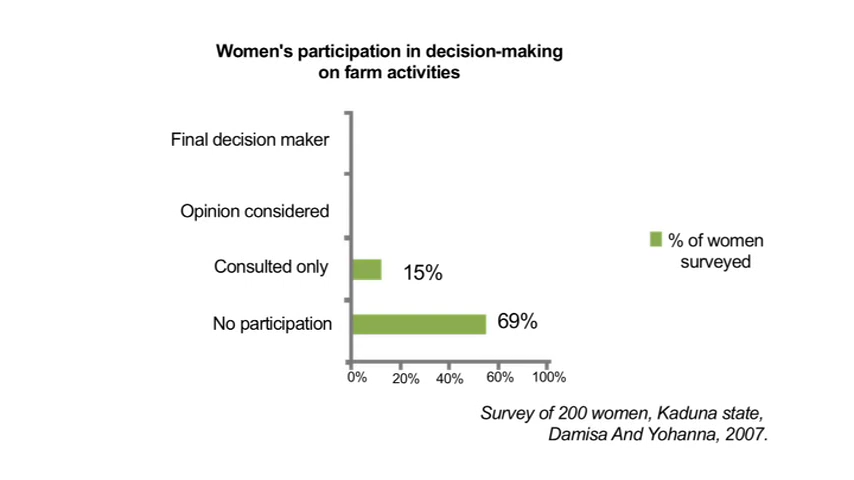 Women's participation in decision-making
on farm activities
Final decision maker
Opinion considered
Consulted only
15%
No participation
69%
0%
20%
40%
60%
100%
% of women
surveyed
Survey of 200 women, Kaduna state,
Damisa And Yohanna, 2007.